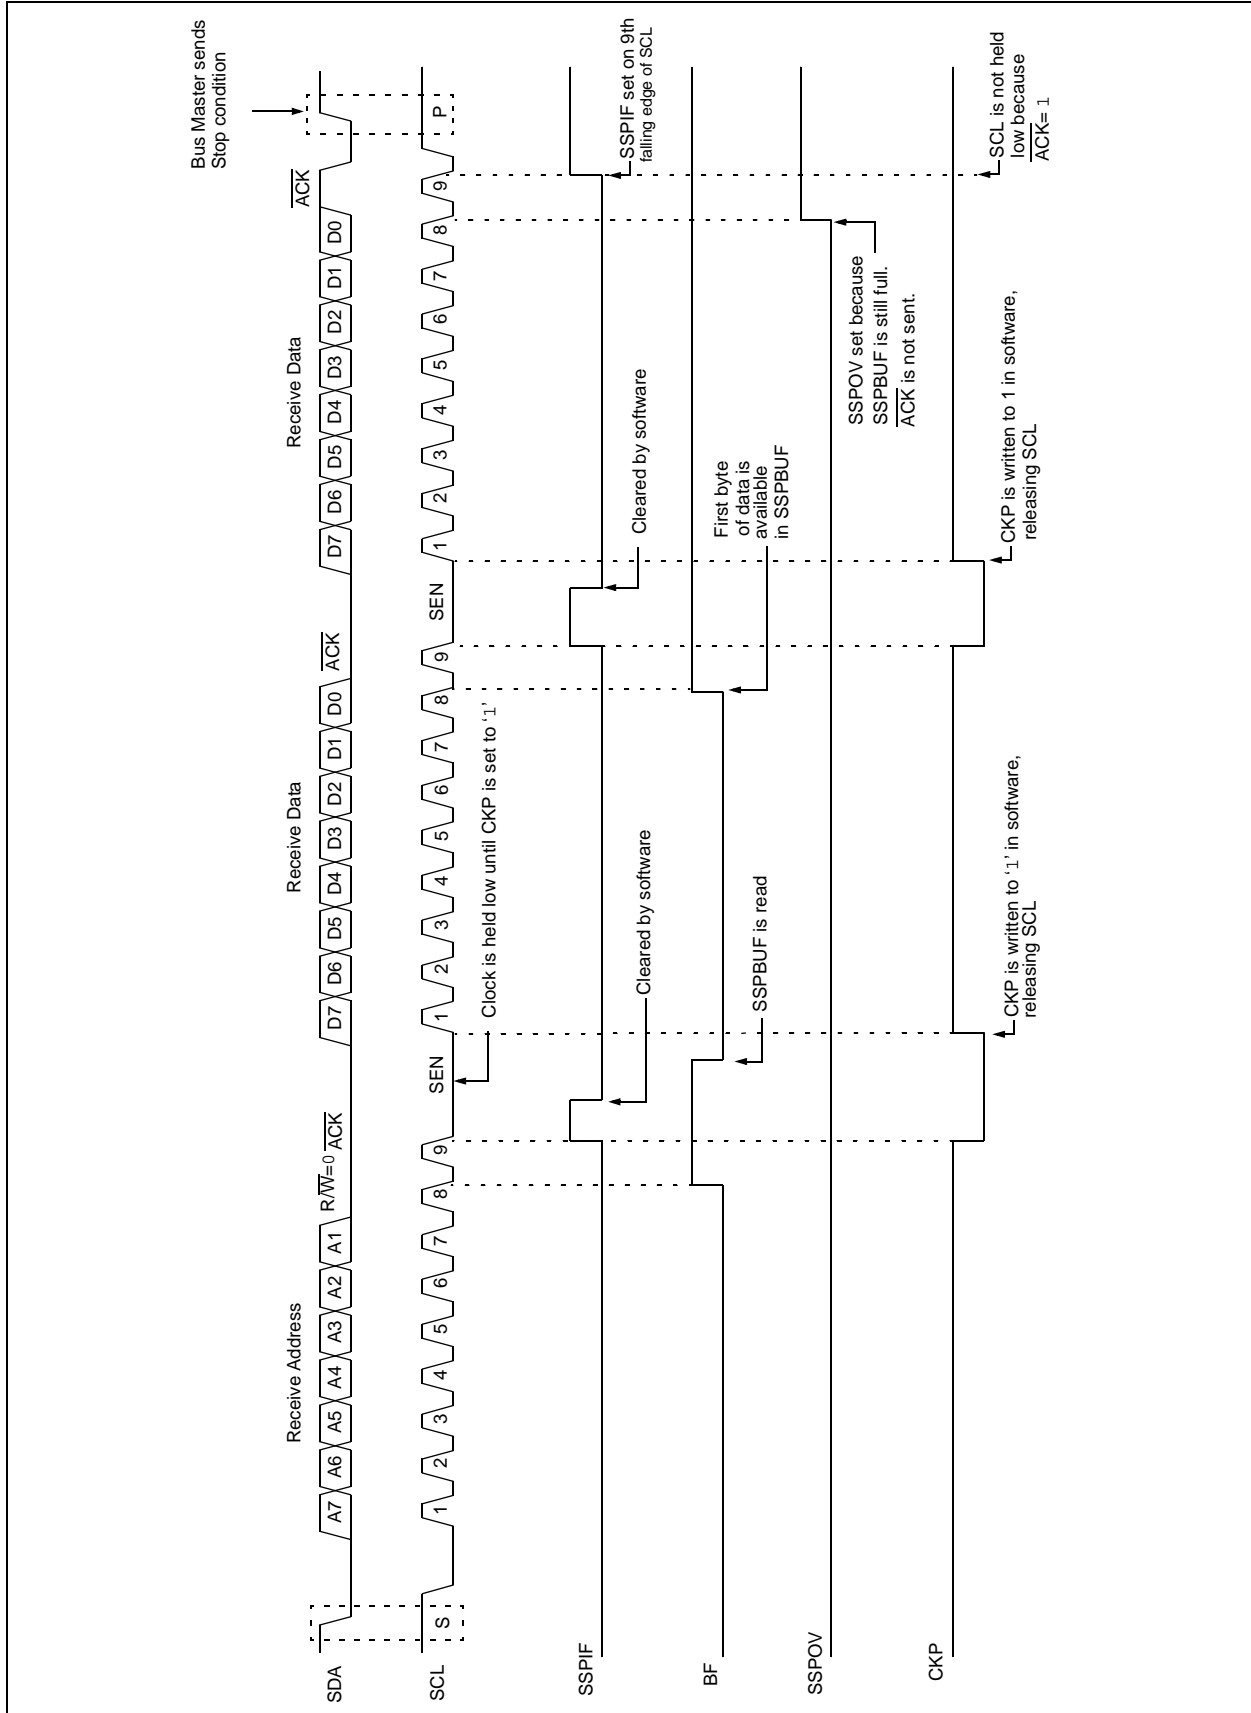 Bus Master sends
Stop condition
Receive Address
Receive Data
Receive Data
SDA
A7
A6
A5
A4
A3
A2
A1
R/W=0
ACK
D7
D6
D5
D4
D3
D2
D1
D0
ACK
D7
D6
D5
D4
D3
D2
D1
D0
ACK
SCL
S
1
2
3
4
5
6
7
8
9
SEN
1
2
3
4
5
6
7
8
9
SEN
1
2
3
4
5
6
7
8
9
P
Clock is held low until CKP is set to ‘1’
SSPIF
Cleared by software
Cleared by software
SSPIF set on 9th
falling edge of SCL
BF
SSPBUF is read
First byte
of data is
available
in SSPBUF
SSPOV
SSPOV set because
SSPBUF is still full.
ACK is not sent.
CKP
CKP is written to ‘1’ in software,
releasing SCL
CKP is written to 1 in software,
releasing SCL
SCL is not held
low because
ACK= 1